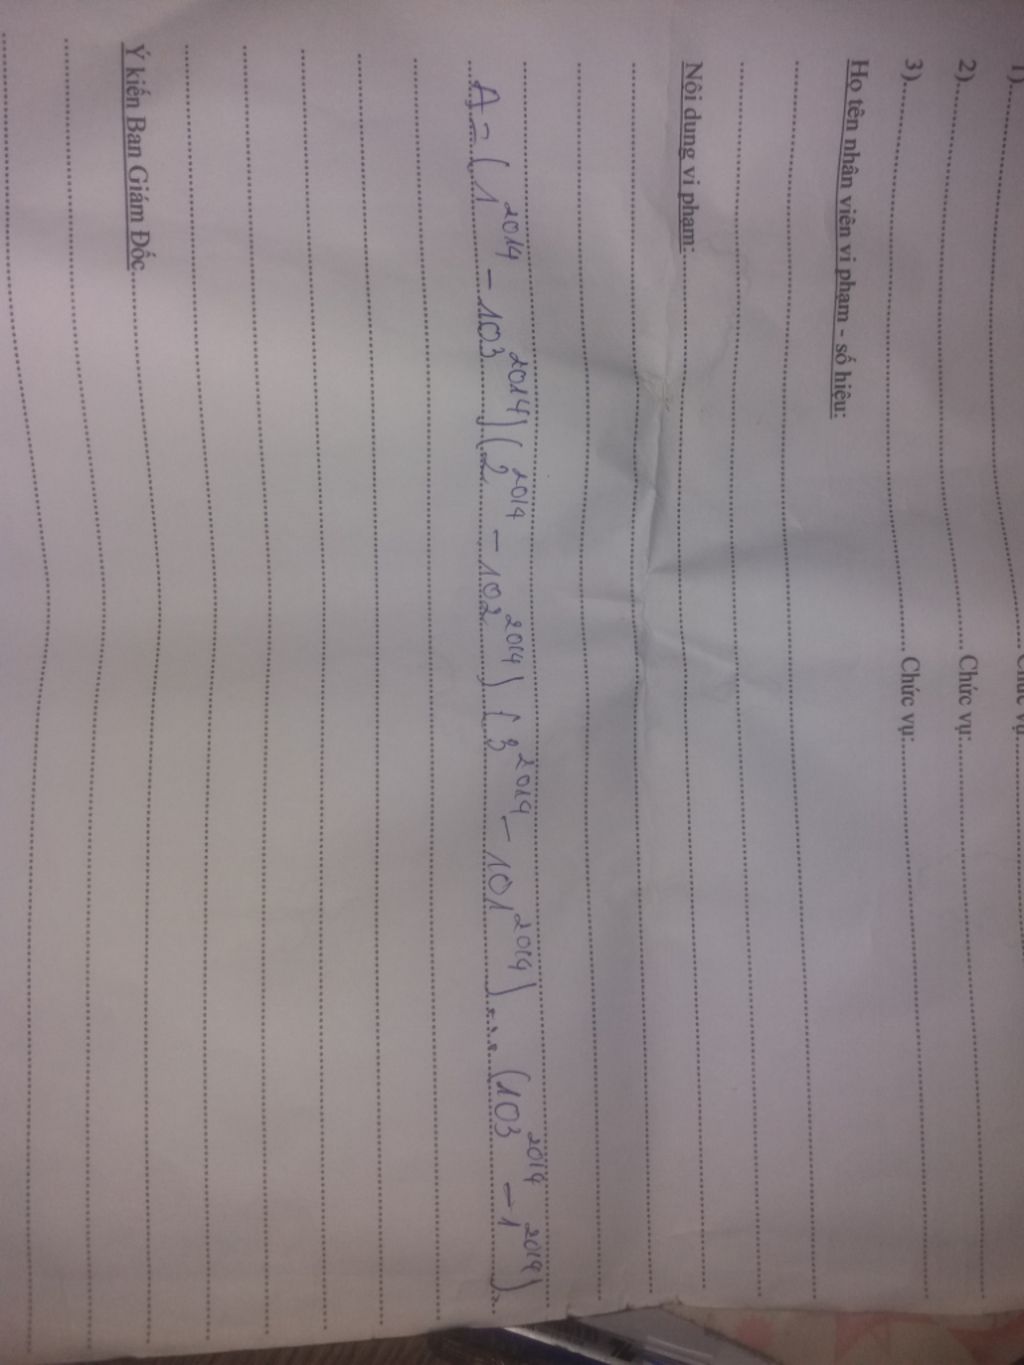 1)........ Chức vụ:........
2)........ Chức vụ:........
3)........ Chức vụ:........
Họ tên nhân viên vi phạm - số hiệu:
Nội dung vi phạm:
A = (1^2014 - 103^2014)(2^2014 - 102^2014)(3^2014 - 101^2014)....(103^2014 - 1^2014).
Ý kiến Ban Giám Đốc